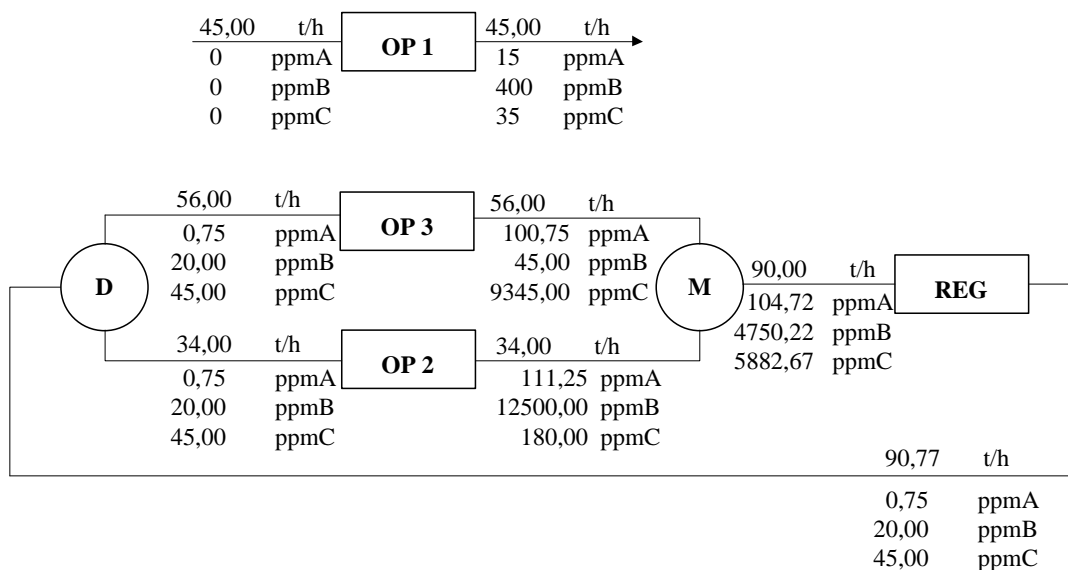 45,00 t/h
0 ppmA
0 ppmB
0 ppmC
OP 1
45,00 t/h
15 ppmA
400 ppmB
35 ppmC
56,00 t/h
0,75 ppmA
20,00 ppmB
45,00 ppmC
OP 3
56,00 t/h
100,75 ppmA
45,00 ppmB
9345,00 ppmC
D
M
90,00 t/h
104,72 ppmA
4750,22 ppmB
5882,67 ppmC
REG
34,00 t/h
0,75 ppmA
20,00 ppmB
45,00 ppmC
OP 2
34,00 t/h
111,25 ppmA
12500,00 ppmB
180,00 ppmC
90,77 t/h
0,75 ppmA
20,00 ppmB
45,00 ppmC